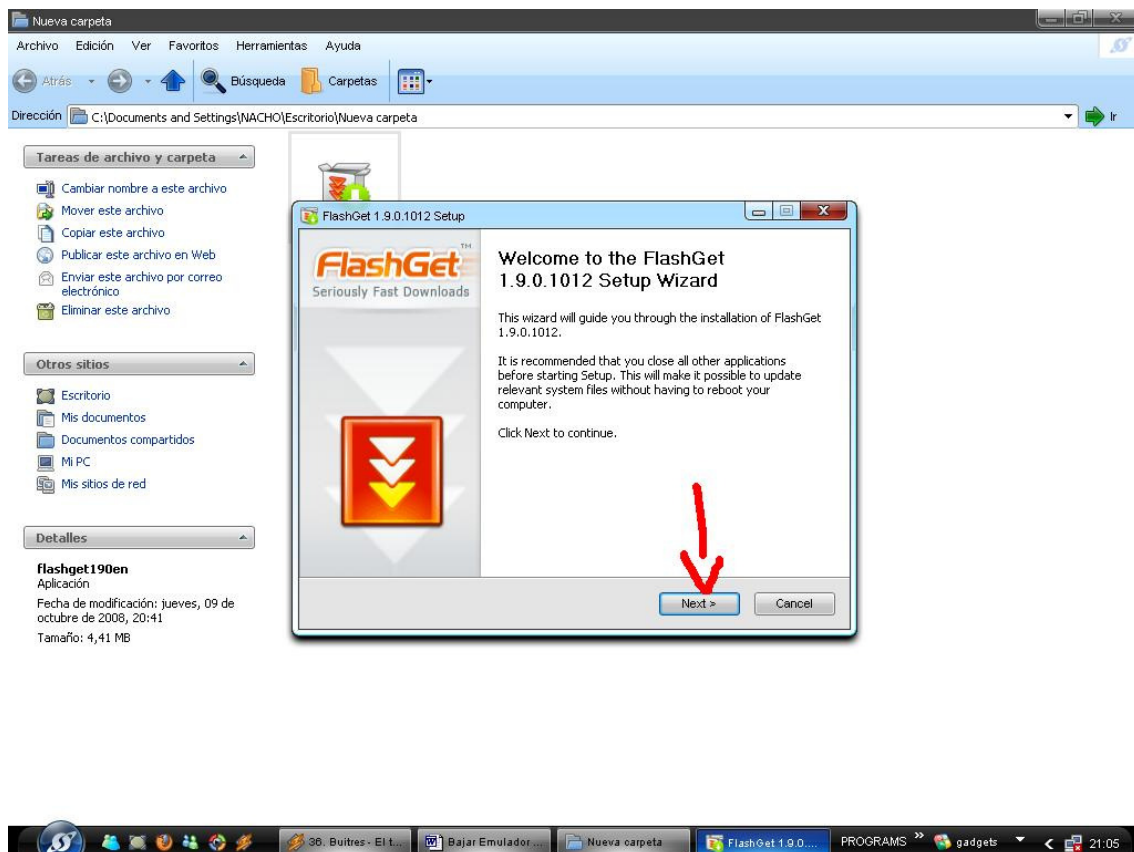 Nueva carpeta
Archivo Edición Ver Favoritos Herramientas Ayuda
Atrás Búsqueda Carpetas
Dirección C:\Documents and Settings\NACHO\Escritorio\Nueva carpeta Ir
Tareas de archivo y carpeta
Cambiar nombre a este archivo
Mover este archivo
Copiar este archivo
Publicar este archivo en Web
Enviar este archivo por correo
electrónico
Eliminar este archivo
Otros sitios
Escritorio
Mis documentos
Documentos compartidos
Mi PC
Mis sitios de red
Detalles
flashget190en
Aplicación
Fecha de modificación: jueves, 09 de
octubre de 2008, 20:41
Tamaño: 4,41 MB
FlashGet 1.9.0.1012 Setup
FlashGet™
Seriously Fast Downloads
Welcome to the FlashGet
1.9.0.1012 Setup Wizard
This wizard will guide you through the installation of FlashGet
1.9.0.1012.
It is recommended that you close all other applications
before starting Setup. This will make it possible to update
relevant system files without having to reboot your
computer.
Click Next to continue.
Next > Cancel
36. Buitres - El t... Bajar Emulador ... Nueva carpeta FlashGet 1.9.0.... PROGRAMS » gadgets 21:05